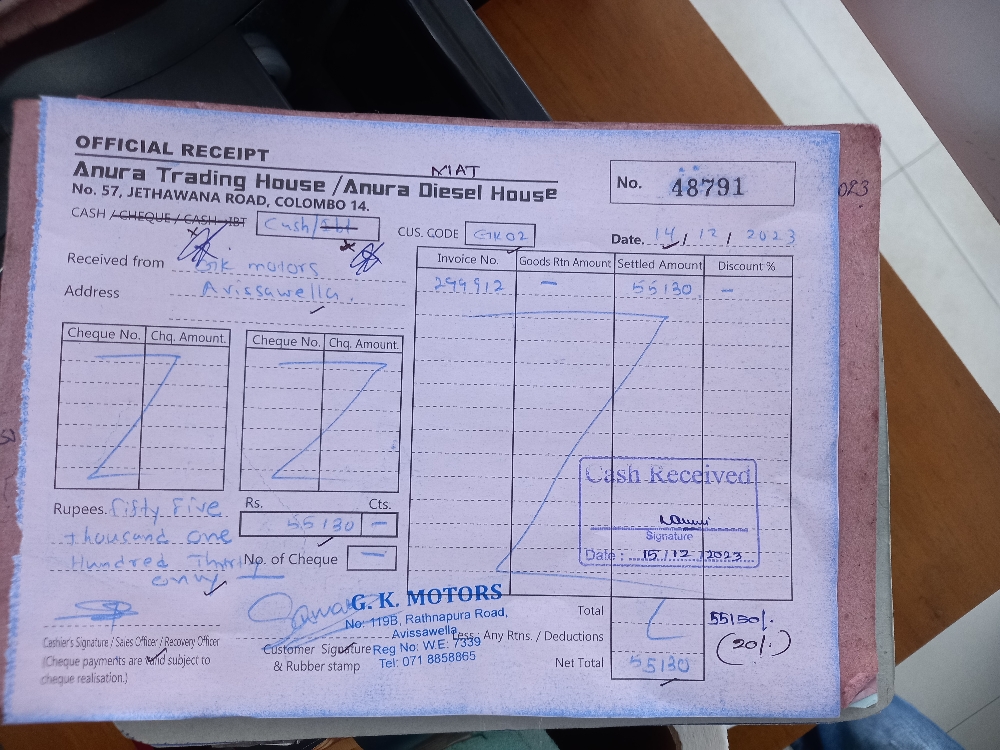 OFFICIAL RECEIPT
MAT
Anura Trading House / Anura Diesel House
No. 57, JETHAWANA ROAD, COLOMBO 14.
No. 48791
CASH / CHEQUE / CASH IBT Cash/Ibt
CUS. CODE GK02
Date. 14 / 12 / 2023
Received from Gk motors
Address Avissawella.
Invoice No. Goods Rtn Amount Settled Amount Discount %
299912 - 55130 -
Cheque No. Chq. Amount. Cheque No. Chq. Amount.
Cash Received
Signature
Date : 15/12/2023
Rupees. Fifty Five
thousand one
Hundred Thirty
only
Rs. Cts.
55130 -
No. of Cheque -
G. K. MOTORS
No: 119B, Rathnapura Road,
Avissawella.
Reg No: W.E: 7339
Tel: 071 8858865
Cashier's Signature / Sales Officer / Recovery Officer
(Cheque payments are valid subject to
cheque realisation.)
Customer Signature
& Rubber stamp
Total
55130/.
Less. Any Rtns. / Deductions
(20/.)
Net Total 55130
023